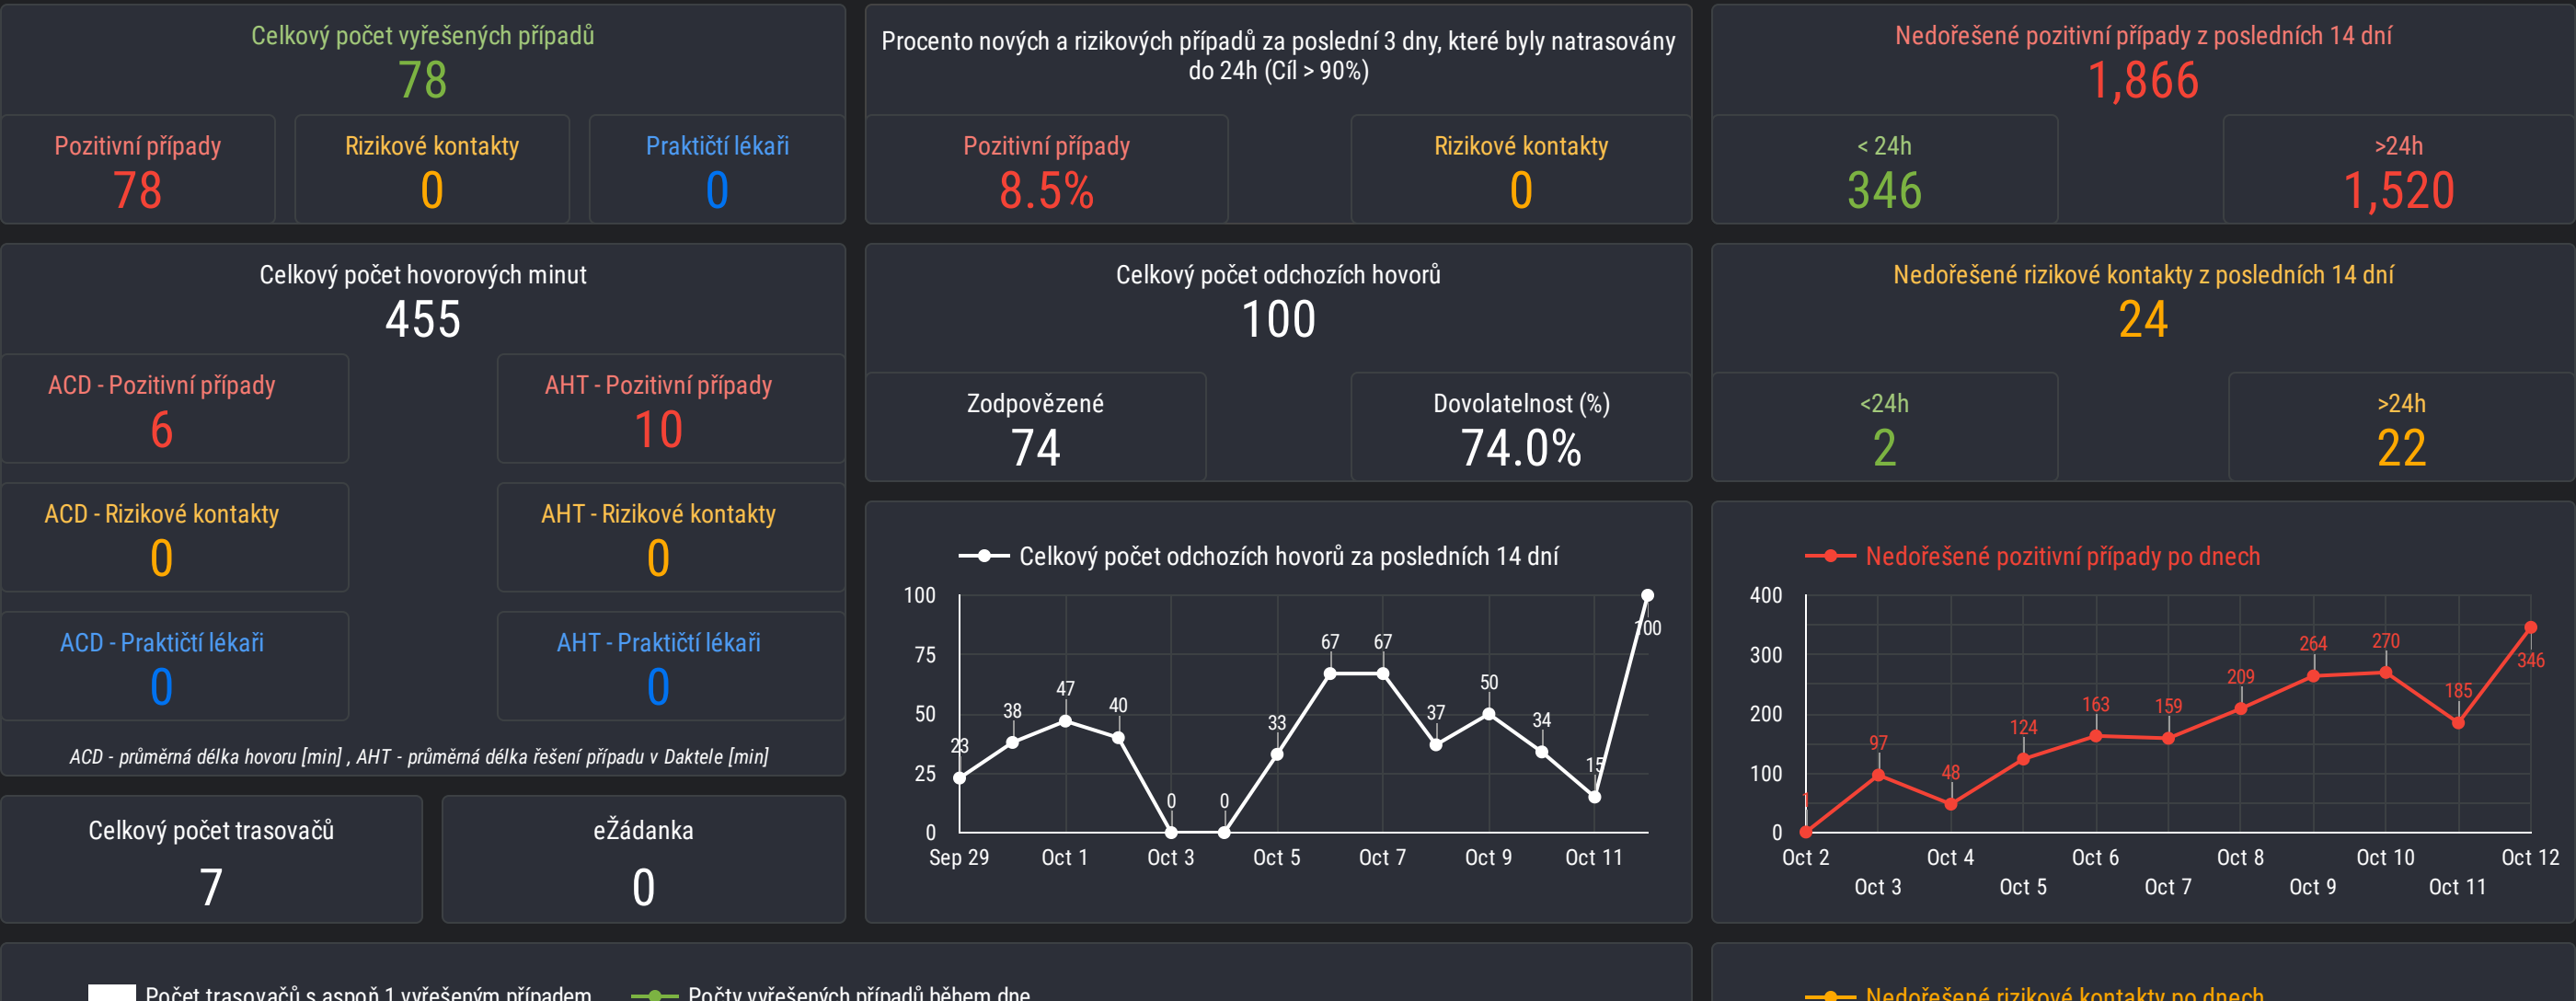 Celkový počet vyřešených případů
78
Pozitivní případy
78
Rizikové kontakty
0
Praktičtí lékaři
0
Procento nových a rizikových případů za poslední 3 dny, které byly natrasovány
do 24h (Cíl > 90%)
Pozitivní případy
8.5%
Rizikové kontakty
0
Nedořešené pozitivní případy z posledních 14 dní
1,866
< 24h
346
>24h
1,520
Celkový počet hovorových minut
455
ACD - Pozitivní případy
6
AHT - Pozitivní případy
10
ACD - Rizikové kontakty
0
AHT - Rizikové kontakty
0
ACD - Praktičtí lékaři
0
AHT - Praktičtí lékaři
0
ACD - průměrná délka hovoru [min] , AHT - průměrná délka řešení případu v Daktele [min]
Celkový počet trasovačů
7
eŽádanka
0
Celkový počet odchozích hovorů
100
Zodpovězené
74
Dovolatelnost (%)
74.0%
Nedořešené rizikové kontakty z posledních 14 dní
24
<24h
2
>24h
22
Celkový počet odchozích hovorů za posledních 14 dní
100
75
50
25
0
23
38
47
40
0
0
33
67
67
37
50
34
15
100
Sep 29
Oct 1
Oct 3
Oct 5
Oct 7
Oct 9
Oct 11
Nedořešené pozitivní případy po dnech
400
300
200
100
0
1
97
48
124
163
159
209
264
270
185
346
Oct 2
Oct 3
Oct 4
Oct 5
Oct 6
Oct 7
Oct 8
Oct 9
Oct 10
Oct 11
Oct 12
Počet trasovačů s aspoň 1 vyřešeným případem
Počty vyřešených případů během dne
Nedořešené rizikové kontakty po dnech